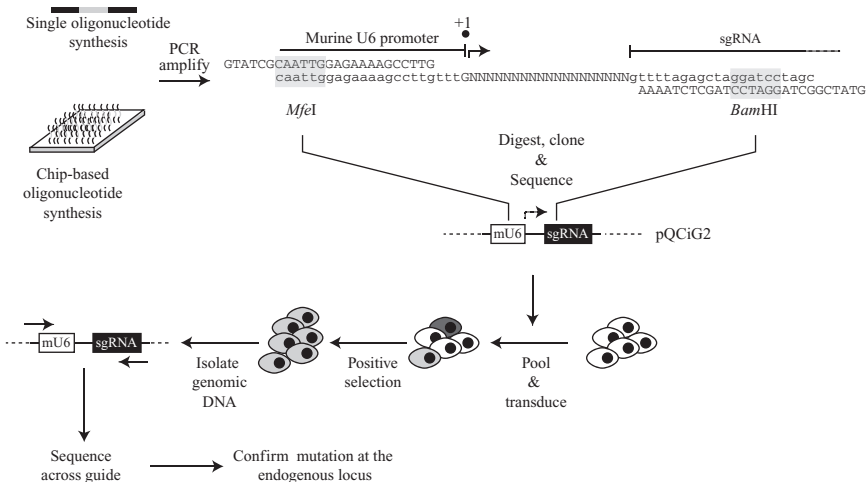 Single oligonucleotide
synthesis
PCR
amplify
Murine U6 promoter
+1
sgRNA
GTATCGCAATTGGAGAAAAGCCTTG
caattggagaaaagccttgtttGNNNNNNNNNNNNNNNNNNNgttttagagctaggatcctagc
AAAATCTCGATCCTAGGATCGGCTATG
MfeI
BamHI
Chip-based
oligonucleotide
synthesis
Digest, clone
&
Sequence
mU6
sgRNA
pQCiG2
Pool
&
transduce
Positive
selection
Isolate
genomic
DNA
mU6
sgRNA
Sequence
across guide
Confirm mutation at the
endogenous locus